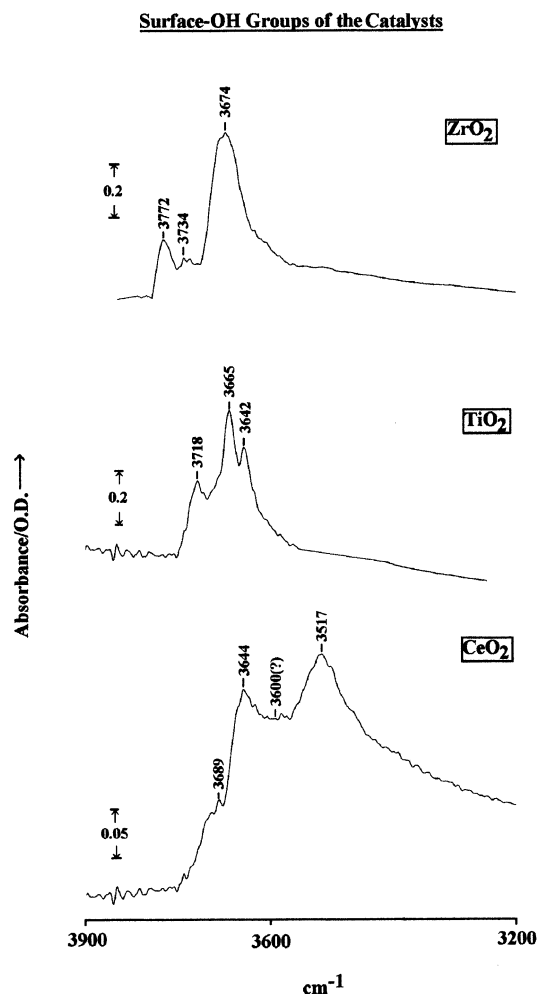 Surface-OH Groups of the Catalysts
3674
ZrO2
0.2
3772
3734
3665
3642
TiO2
3718
0.2
Absorbance/O.D.
3517
CeO2
3644
3600(?)
3689
0.05
3900 3600 3200
cm-1